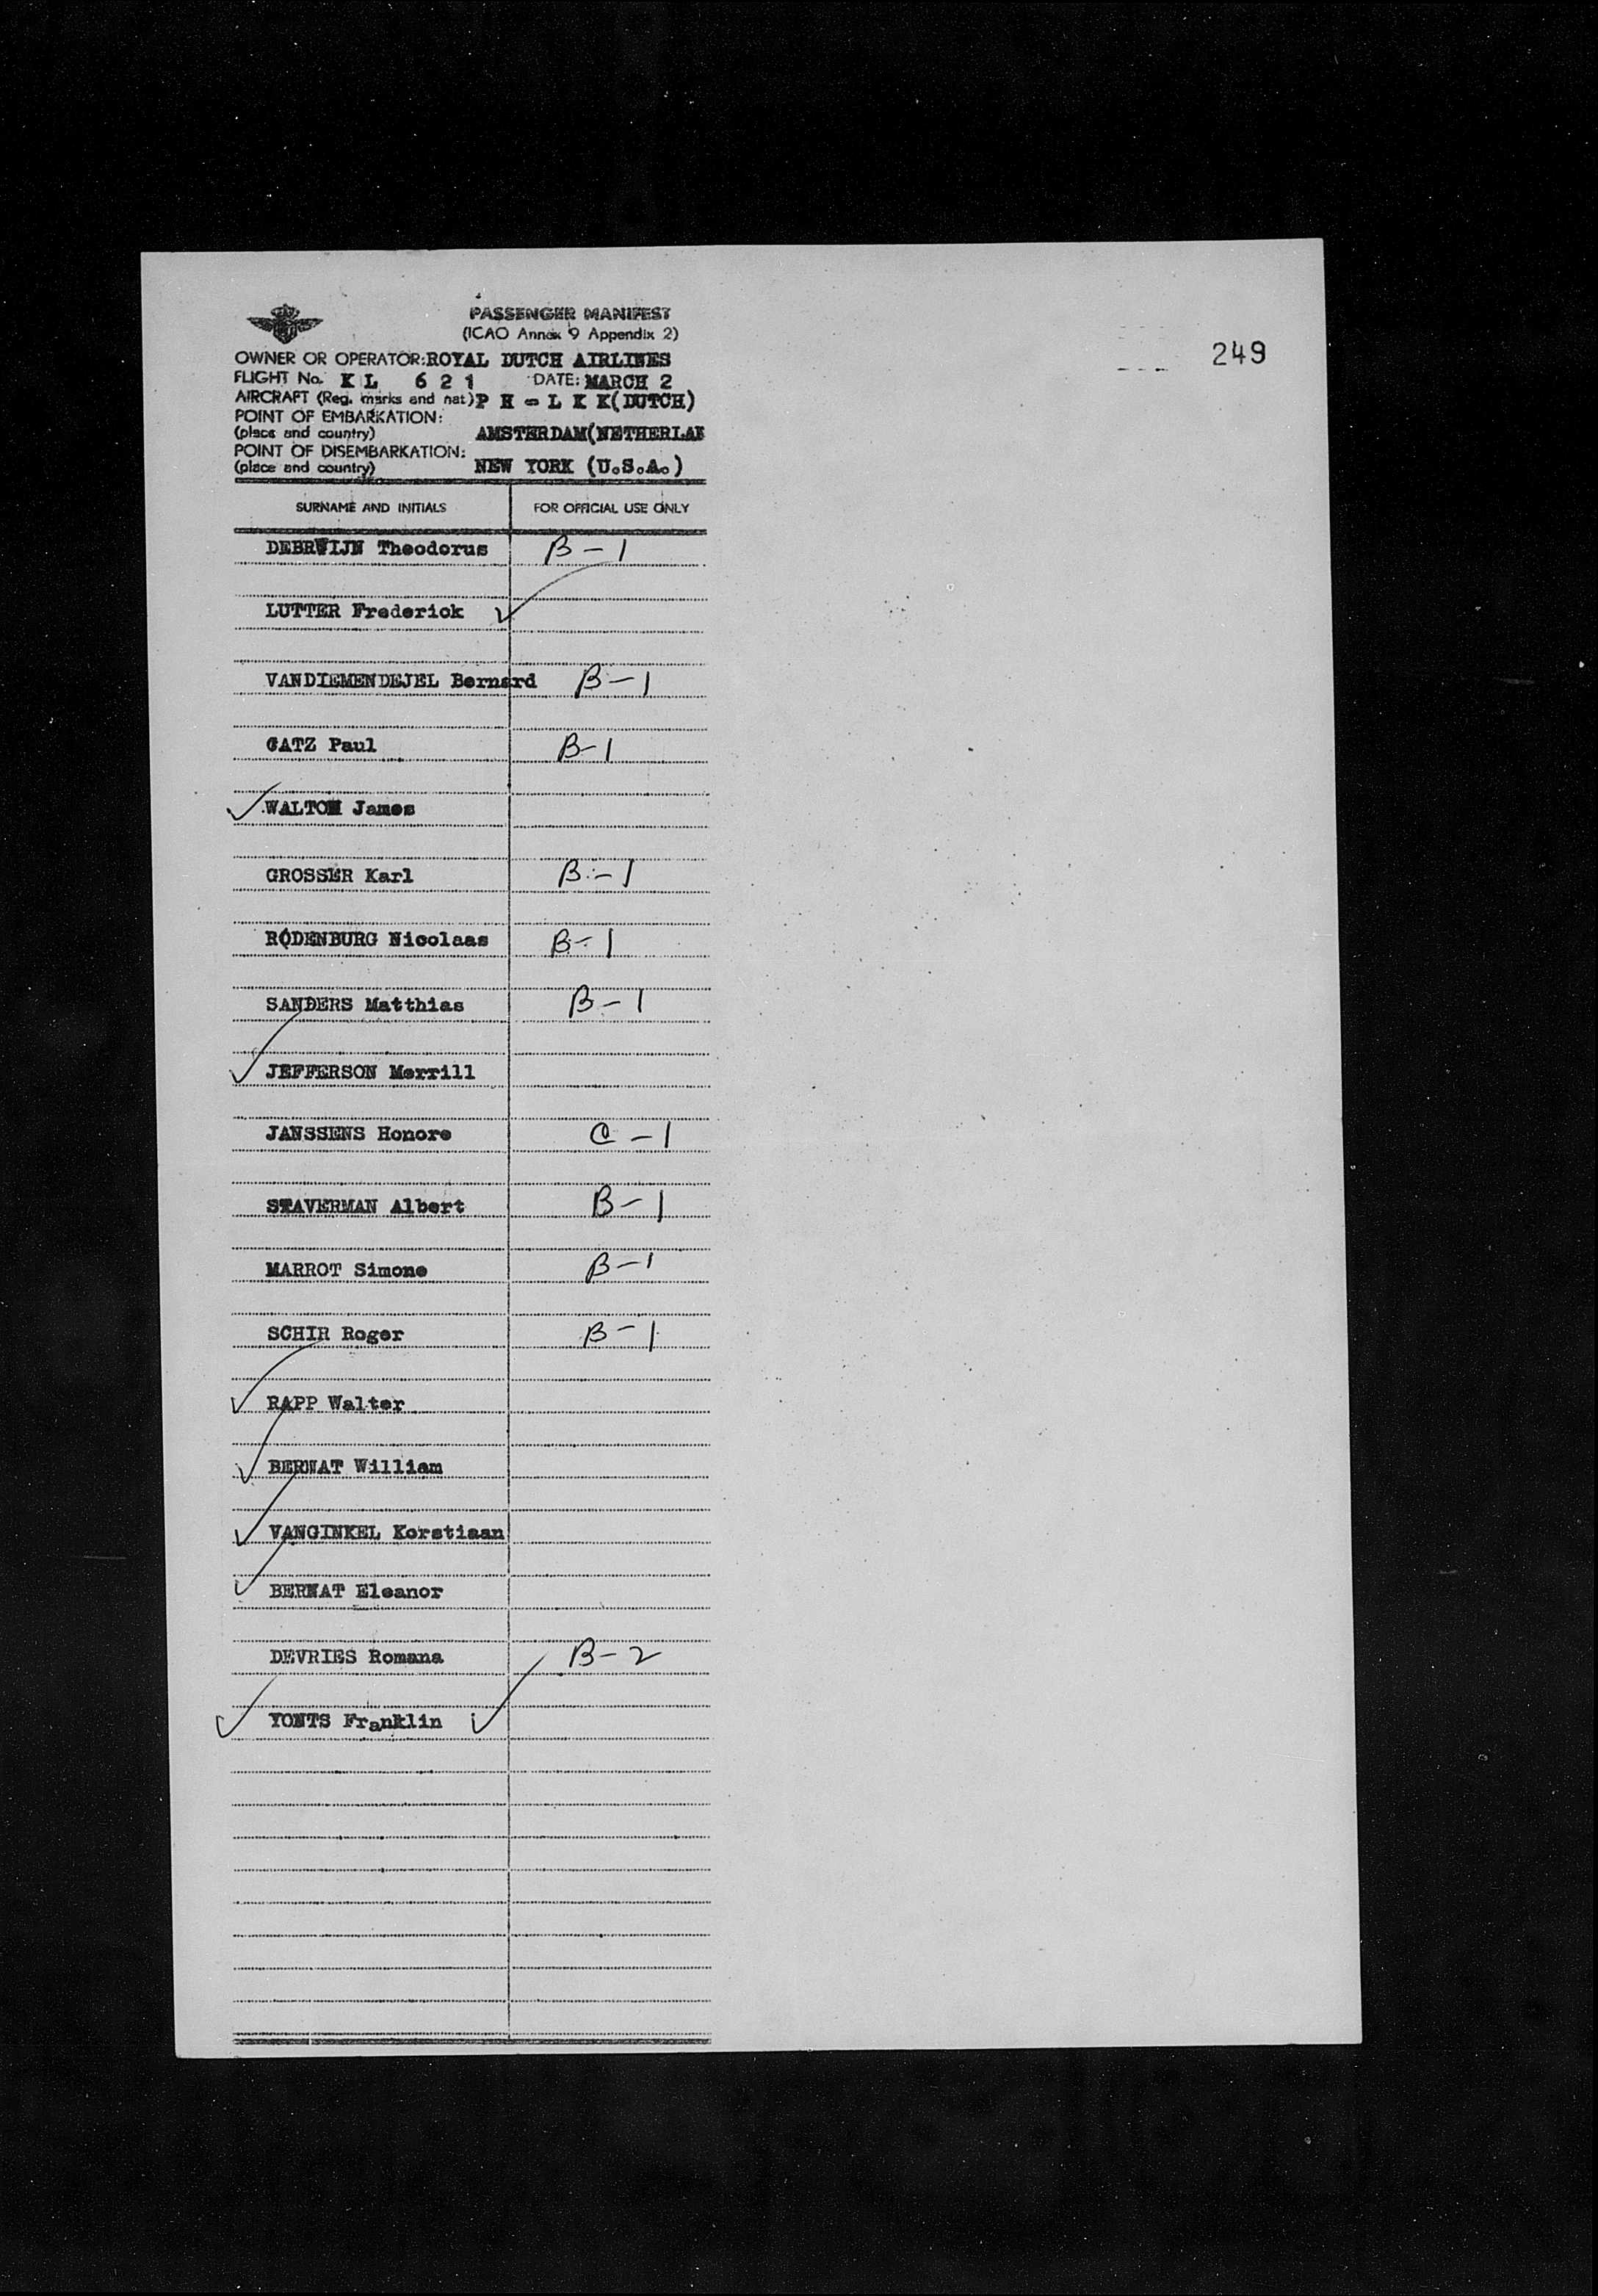 PASSENGER MANIFEST
(ICAO Annex 9 Appendix 2)
249
OWNER OR OPERATOR: ROYAL DUTCH AIRLINES
FLIGHT No. KL 621 DATE: MARCH 2
AIRCRAFT (Reg. marks and nat) PH-LKK(DUTCH)
POINT OF EMBARKATION:
(place and country) AMSTERDAM(NETHERLAN
POINT OF DISEMBARKATION:
(place and country) NEW YORK (U.S.A.)
SURNAME AND INITIALS FOR OFFICIAL USE ONLY
DEBRUIJN Theodorus B-1
LUTTER Frederick
VANDIEMENDEJEL Bernard B-1
GATZ Paul B-1
WALTON James
GROSSER Karl B-1
RODENBURG Nicolaas B-1
SANDERS Matthias B-1
JEFFERSON Merrill
JANSSENS Honore C-1
STAVERMAN Albert B-1
MARROT Simone B-1
SCHIR Roger B-1
RAPP Walter
BERNAT William
VANGINKEL Korstiaan
BERNAT Eleanor
DEVRIES Romana B-2
YONTS Franklin